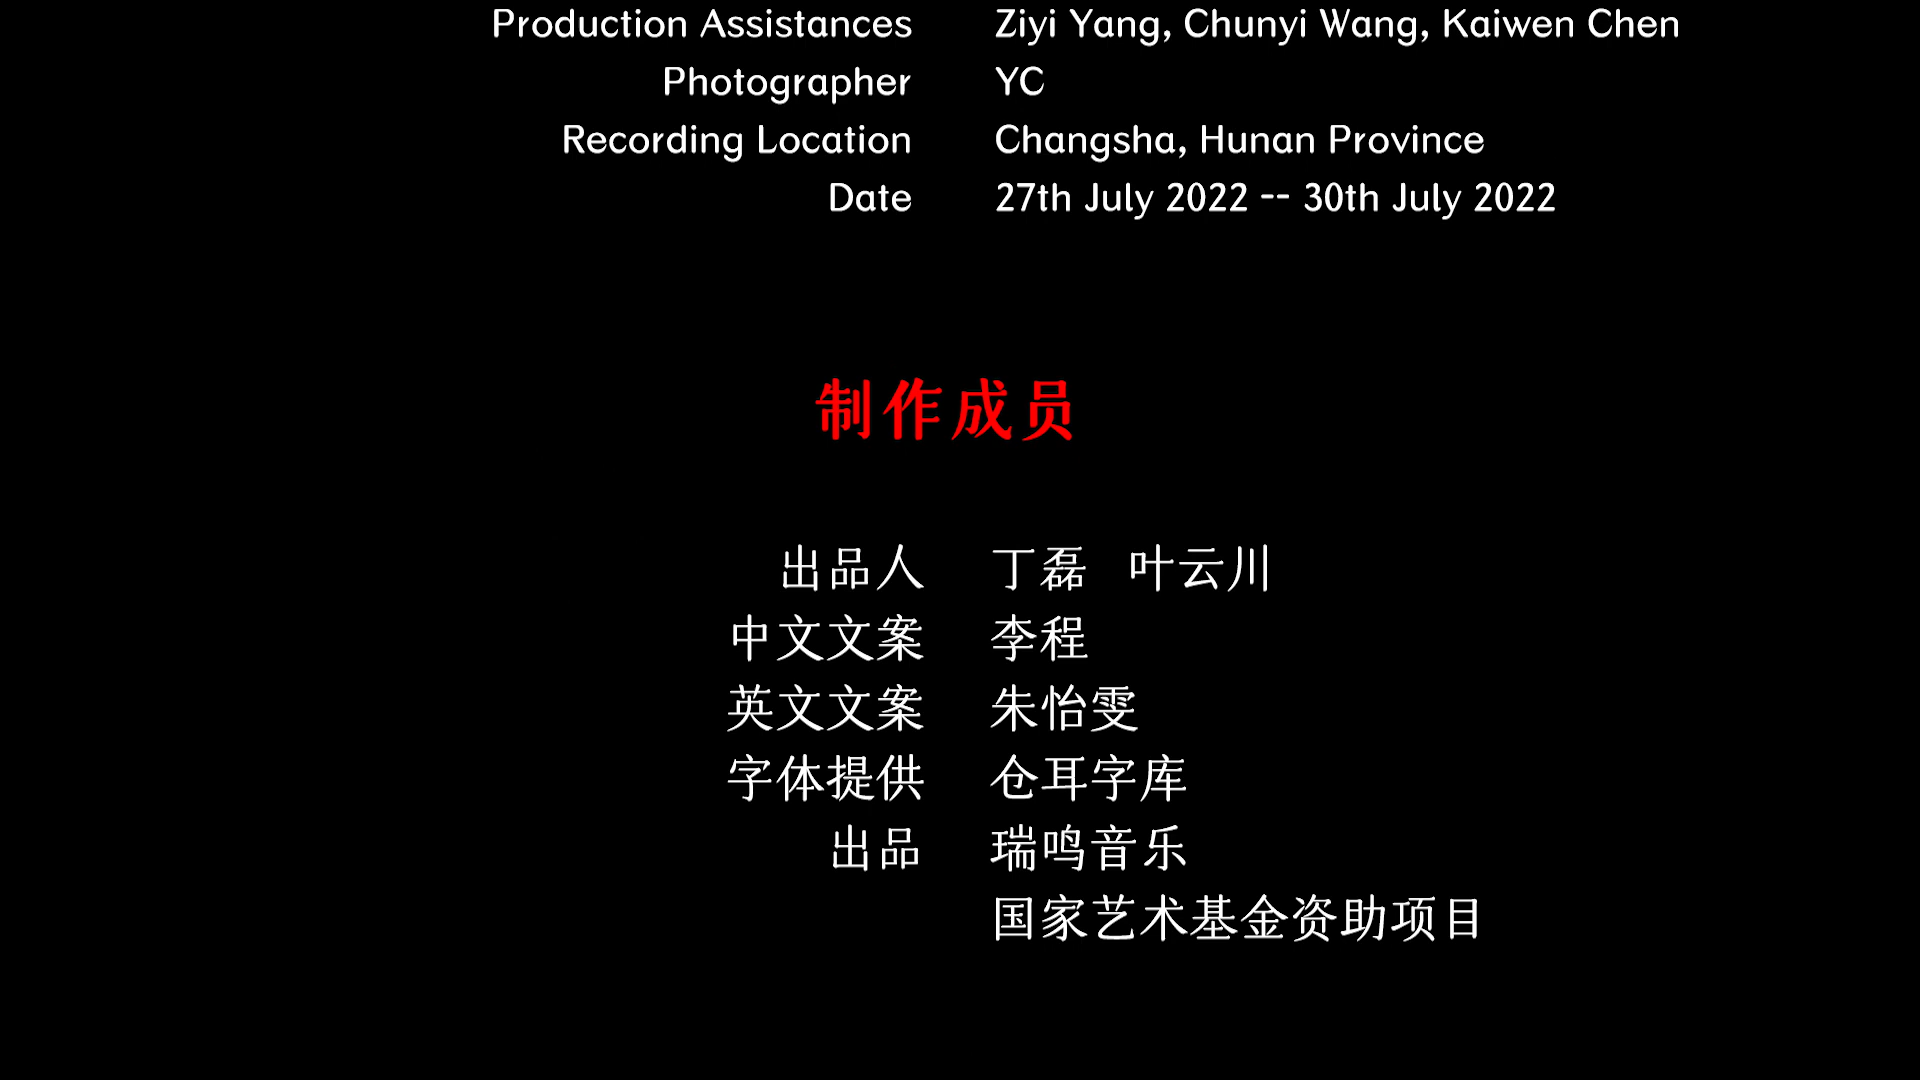 Production Assistances Ziyi Yang, Chunyi Wang, Kaiwen Chen
Photographer YC
Recording Location Changsha, Hunan Province
Date 27th July 2022 -- 30th July 2022
制作成员
出品人 丁磊 叶云川
中文文案 李程
英文文案 朱怡雯
字体提供 仓耳字库
出品 瑞鸣音乐
国家艺术基金资助项目